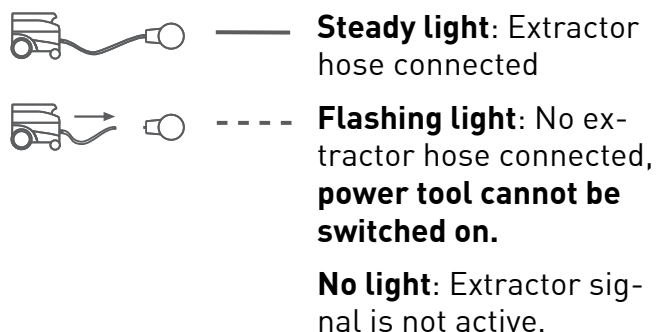 Steady light: Extractor
hose connected
Flashing light: No ex-
tractor hose connected,
power tool cannot be
switched on.
No light: Extractor sig-
nal is not active.